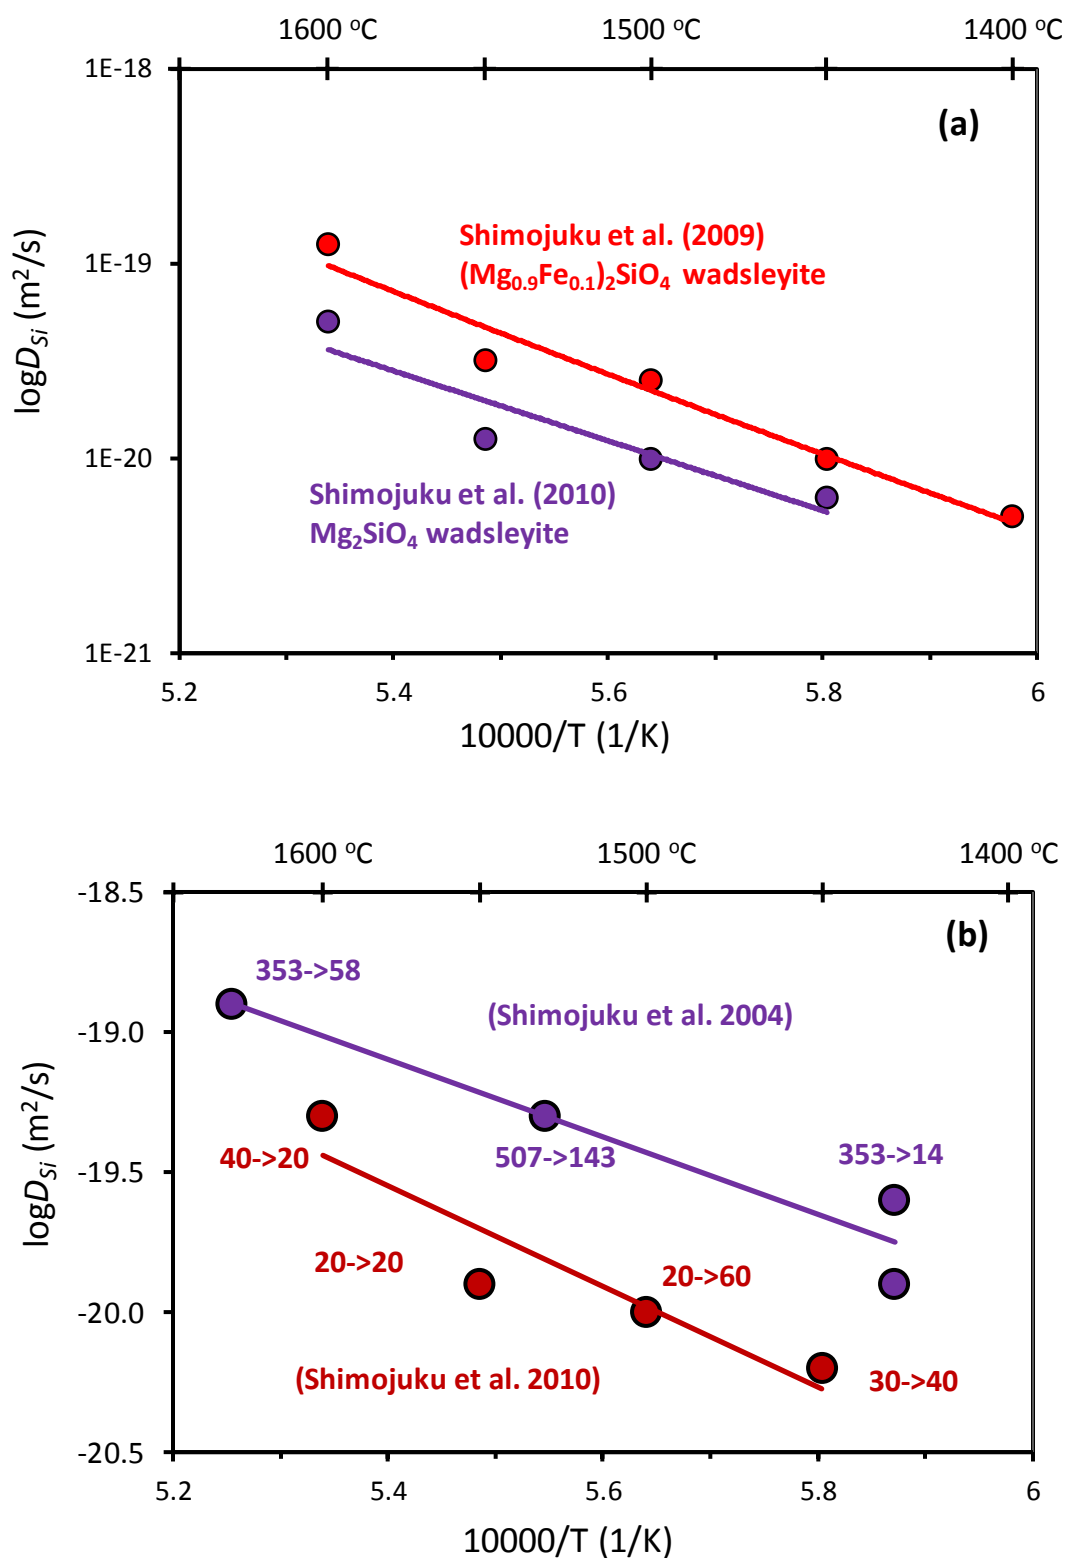 1600 °C 1500 °C 1400 °C
1E-18
(a)
Shimojuku et al. (2009)
(Mg₀.₉Fe₀.₁)₂SiO₄ wadsleyite
1E-19
logD_Si (m²/s)
1E-20
Shimojuku et al. (2010)
Mg₂SiO₄ wadsleyite
1E-21
5.2 5.4 5.6 5.8 6
10000/T (1/K)
1600 °C 1500 °C 1400 °C
-18.5
(b)
353->58
(Shimojuku et al. 2004)
-19.0
logD_Si (m²/s)
40->20 507->143 353->14
-19.5
20->20 20->60
-20.0
(Shimojuku et al. 2010) 30->40
-20.5
5.2 5.4 5.6 5.8 6
10000/T (1/K)